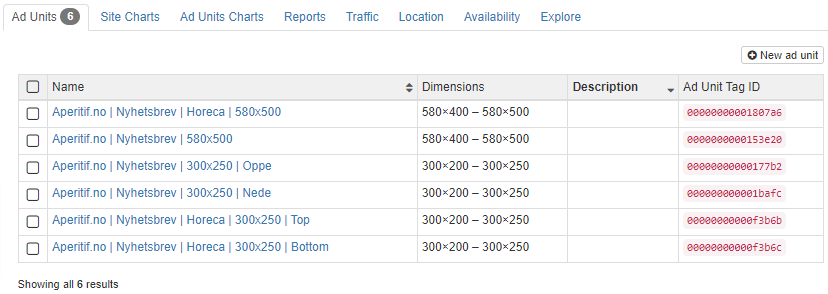 Ad Units 6 Site Charts Ad Units Charts Reports Traffic Location Availability Explore
New ad unit
Name Dimensions Description Ad Unit Tag ID
Aperitif.no | Nyhetsbrev | Horeca | 580x500 580×400 – 580×500 00000000001807a6
Aperitif.no | Nyhetsbrev | 580x500 580×400 – 580×500 0000000000153e20
Aperitif.no | Nyhetsbrev | 300x250 | Oppe 300×200 – 300×250 00000000000177b2
Aperitif.no | Nyhetsbrev | 300x250 | Nede 300×200 – 300×250 000000000001bafc
Aperitif.no | Nyhetsbrev | Horeca | 300x250 | Top 300×200 – 300×250 00000000000f3b6b
Aperitif.no | Nyhetsbrev | Horeca | 300x250 | Bottom 300×200 – 300×250 00000000000f3b6c
Showing all 6 results